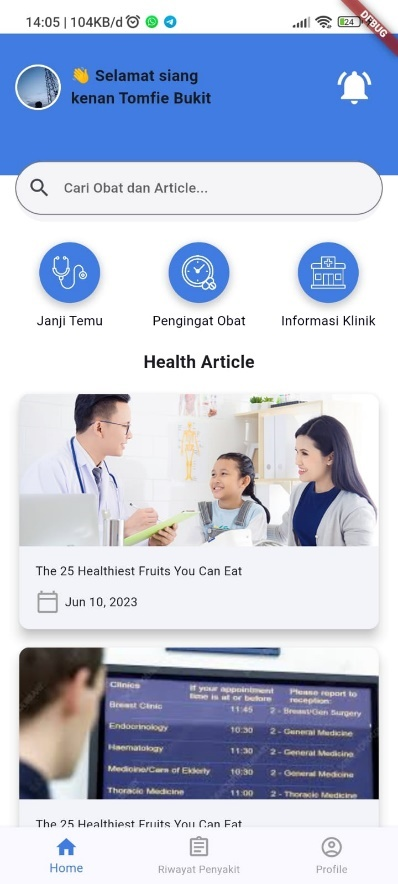 14:05 | 104KB/d
24
DEBUG
👋 Selamat siang
kenan Tomfie Bukit
Cari Obat dan Article...
Janji Temu
Pengingat Obat
Informasi Klinik
Health Article
The 25 Healthiest Fruits You Can Eat
Jun 10, 2023
Clinics If your appointment Please report to
time is at or before reception:
Breast Clinic 11:45 2 - Breast/Gen Surgery
Endocrinology 10:30 2 - General Medicine
Haematology 11:30 2 - General Medicine
Medicine/Care of Elderly 10:30 2 - General Medicine
Thoracic Medicine 11:00 2 - Thoracic Medicine
The 25 Healthiest Fruits You Can Eat
Home
Riwayat Penyakit
Profile